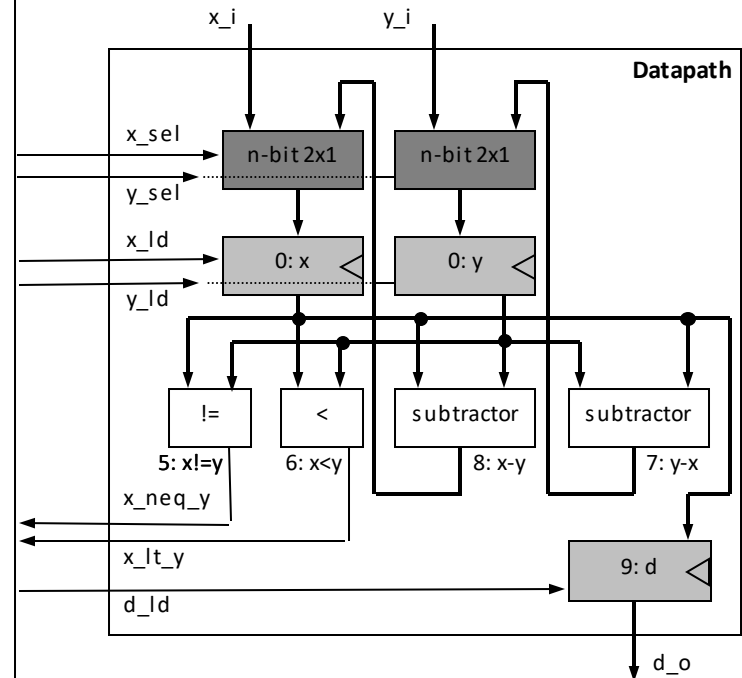 x_i
y_i
Datapath
x_sel
n-bit 2x1
n-bit 2x1
y_sel
x_ld
0: x
0: y
y_ld
!=
<
subtractor
subtractor
5: x!=y
6: x<y
8: x-y
7: y-x
x_neq_y
x_lt_y
9: d
d_ld
d_o